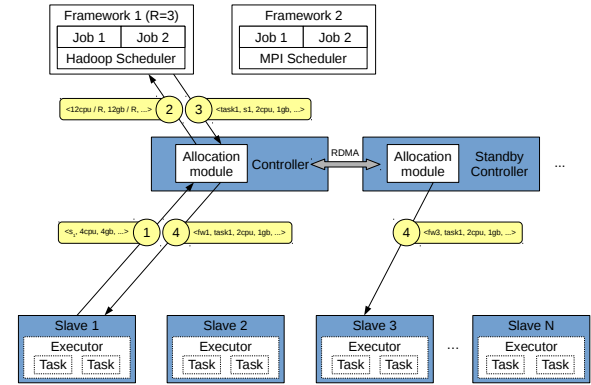 Framework 1 (R=3)
Job 1 Job 2
Hadoop Scheduler
Framework 2
Job 1 Job 2
MPI Scheduler
<12cpu / R, 12gb / R, ...> 2
3 <task1, s1, 2cpu, 1gb, ...>
Allocation
module
Controller
RDMA
Allocation
module
Standby
Controller
...
<s , 4cpu, 4gb, ...> 1
4 <fw1, task1, 2cpu, 1gb, ...>
4 <fw3, task1, 2cpu, 1gb, ...>
Slave 1
Executor
Task Task
Slave 2
Executor
Task Task
Slave 3
Executor
Task Task
...
Slave N
Executor
Task Task